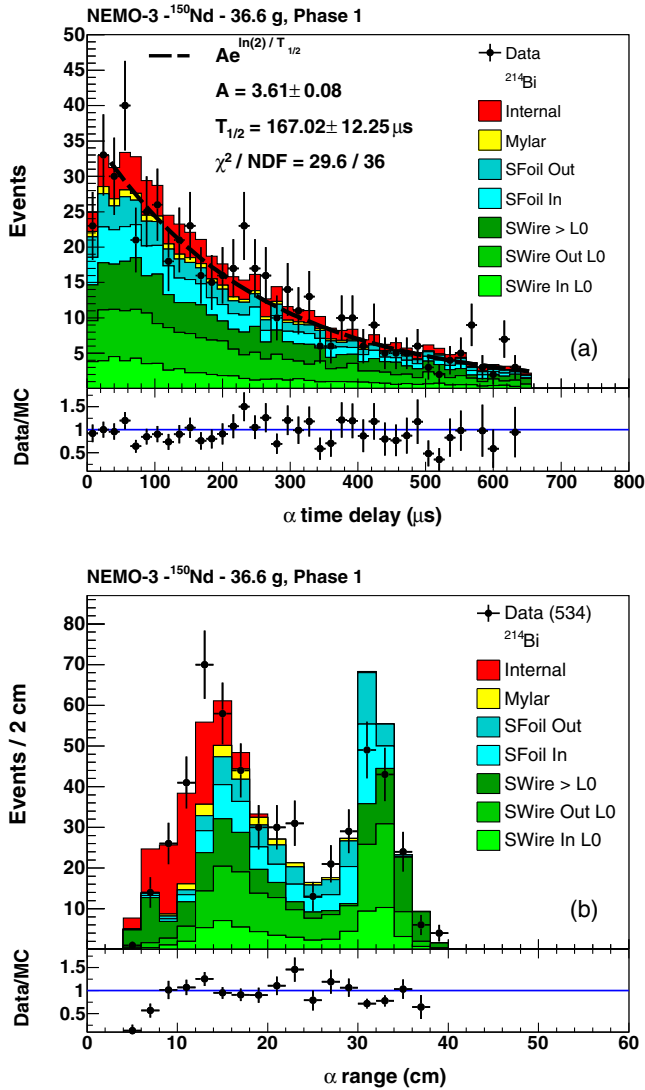 NEMO-3 - ¹⁵⁰Nd - 36.6 g, Phase 1
Events
50
45
40
35
30
25
20
15
10
5
Ae^{ln(2) / T_{1/2}}
A = 3.61± 0.08
T_{1/2} = 167.02± 12.25 μs
χ² / NDF = 29.6 / 36
Data
²¹⁴Bi
Internal
Mylar
SFoil Out
SFoil In
SWire > L0
SWire Out L0
SWire In L0
(a)
Data/MC
1.5
1
0.5
0 100 200 300 400 500 600 700 800
α time delay (μs)
NEMO-3 - ¹⁵⁰Nd - 36.6 g, Phase 1
Events / 2 cm
80
70
60
50
40
30
20
10
Data (534)
²¹⁴Bi
Internal
Mylar
SFoil Out
SFoil In
SWire > L0
SWire Out L0
SWire In L0
(b)
Data/MC
1.5
1
0.5
0 10 20 30 40 50 60
α range (cm)